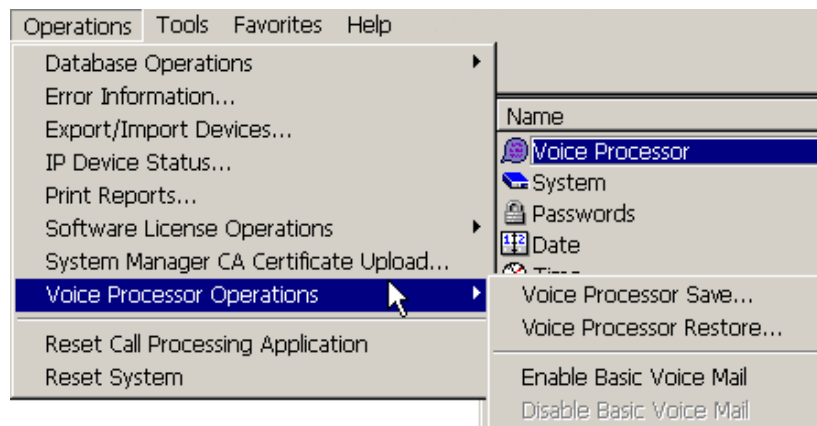 Operations Tools Favorites Help
Database Operations
Error Information...
Export/Import Devices...
IP Device Status...
Print Reports...
Software License Operations
System Manager CA Certificate Upload...
Voice Processor Operations
Reset Call Processing Application
Reset System
Name
Voice Processor
System
Passwords
Date
Time
Voice Processor Save...
Voice Processor Restore...
Enable Basic Voice Mail
Disable Basic Voice Mail